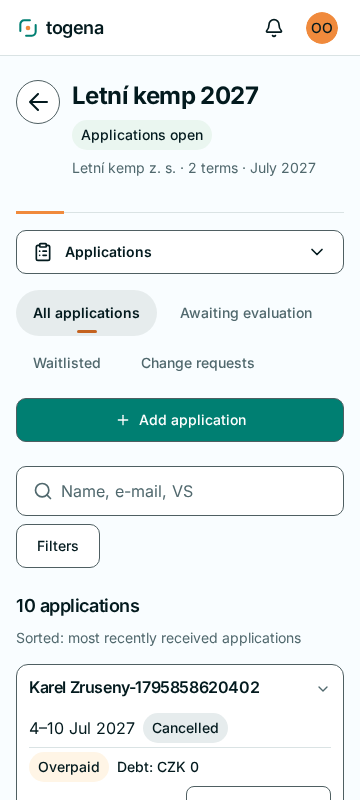 togena
OO
Letní kemp 2027
Applications open
Letní kemp z. s. · 2 terms · July 2027
Applications
All applications
Awaiting evaluation
Waitlisted
Change requests
+ Add application
Name, e-mail, VS
Filters
10 applications
Sorted: most recently received applications
Karel Zruseny-1795858620402
4–10 Jul 2027 Cancelled
Overpaid Debt: CZK 0